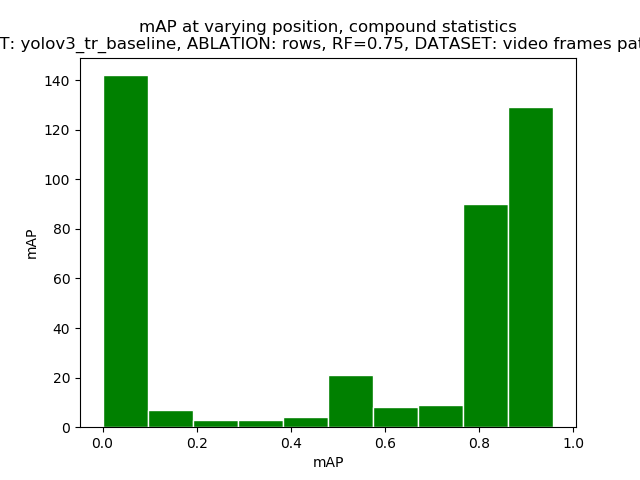 mAP at varying position, compound statistics
T: yolov3_tr_baseline, ABLATION: rows, RF=0.75, DATASET: video frames pat
140
120
100
80
60
40
20
0
mAP
0.0 0.2 0.4 0.6 0.8 1.0
mAP